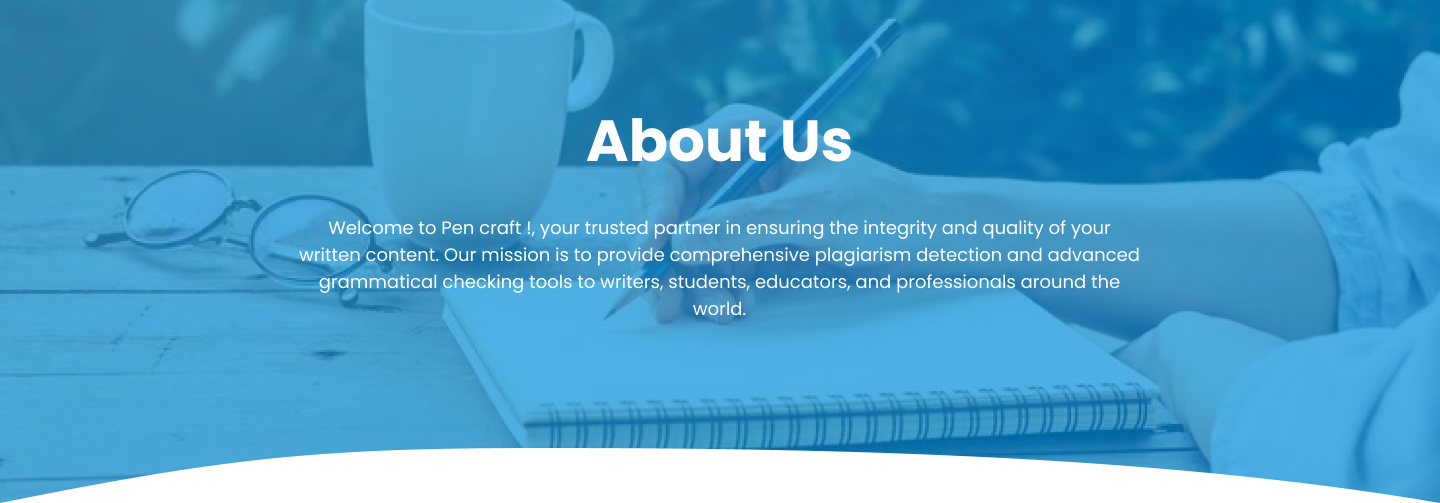 About Us
Welcome to Pen craft !, your trusted partner in ensuring the integrity and quality of your
written content. Our mission is to provide comprehensive plagiarism detection and advanced
grammatical checking tools to writers, students, educators, and professionals around the
world.